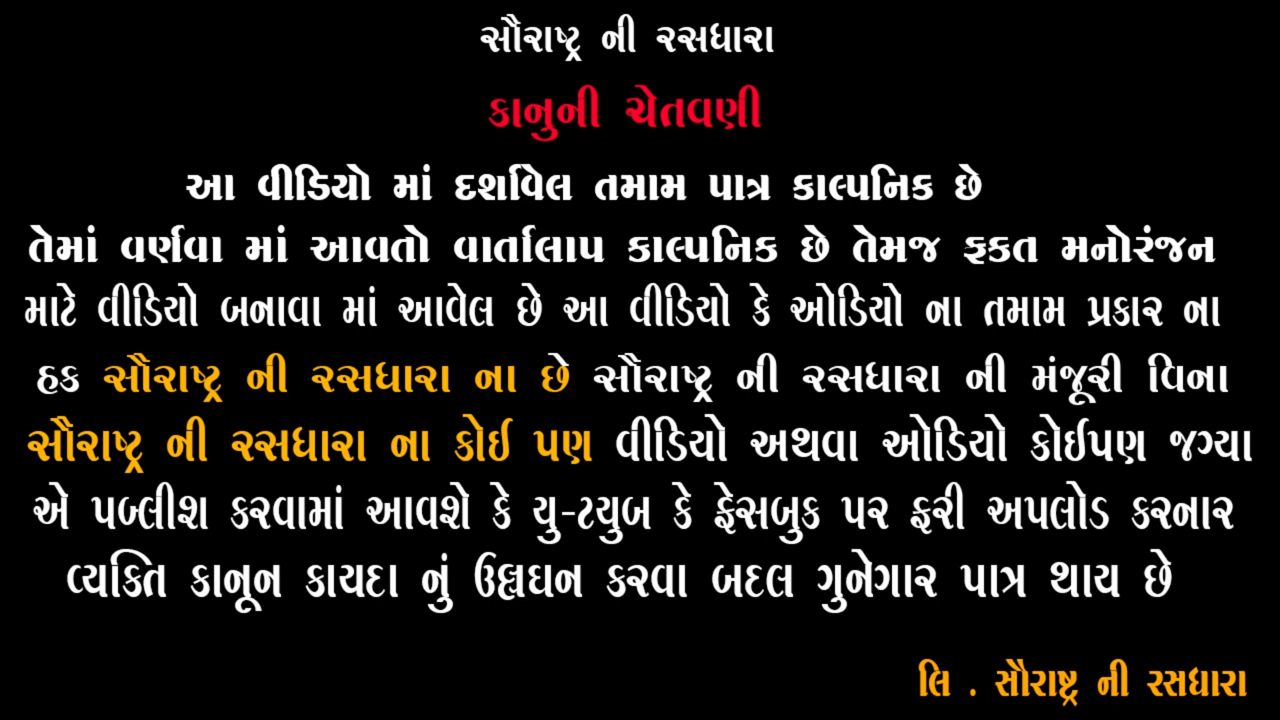 સૌરાષ્ટ્ર ની રસધારા
કાનુની ચેતવણી
આ વીડિયો માં દર્શાવેલ તમામ પાત્ર કાલ્પનિક છે
તેમાં વર્ણવા માં આવતો વાર્તાલાપ કાલ્પનિક છે તેમજ ફકત મનોરંજન
માટે વીડિયો બનાવા માં આવેલ છે આ વીડિયો કે ઓડિયો ના તમામ પ્રકાર ના
હક સૌરાષ્ટ્ર ની રસધારા ના છે સૌરાષ્ટ્ર ની રસધારા ની મંજૂરી વિના
સૌરાષ્ટ્ર ની રસધારા ના કોઈ પણ વીડિયો અથવા ઓડિયો કોઈપણ જગ્યા
એ પબ્લીશ કરવામાં આવશે કે યુ-ટયુબ કે ફેસબુક પર ફરી અપલોડ કરનાર
વ્યક્તિ કાનૂન કાયદા નું ઉલ્લઘન કરવા બદલ ગુનેગાર પાત્ર થાય છે
લિ . સૌરાષ્ટ્ર ની રસધારા